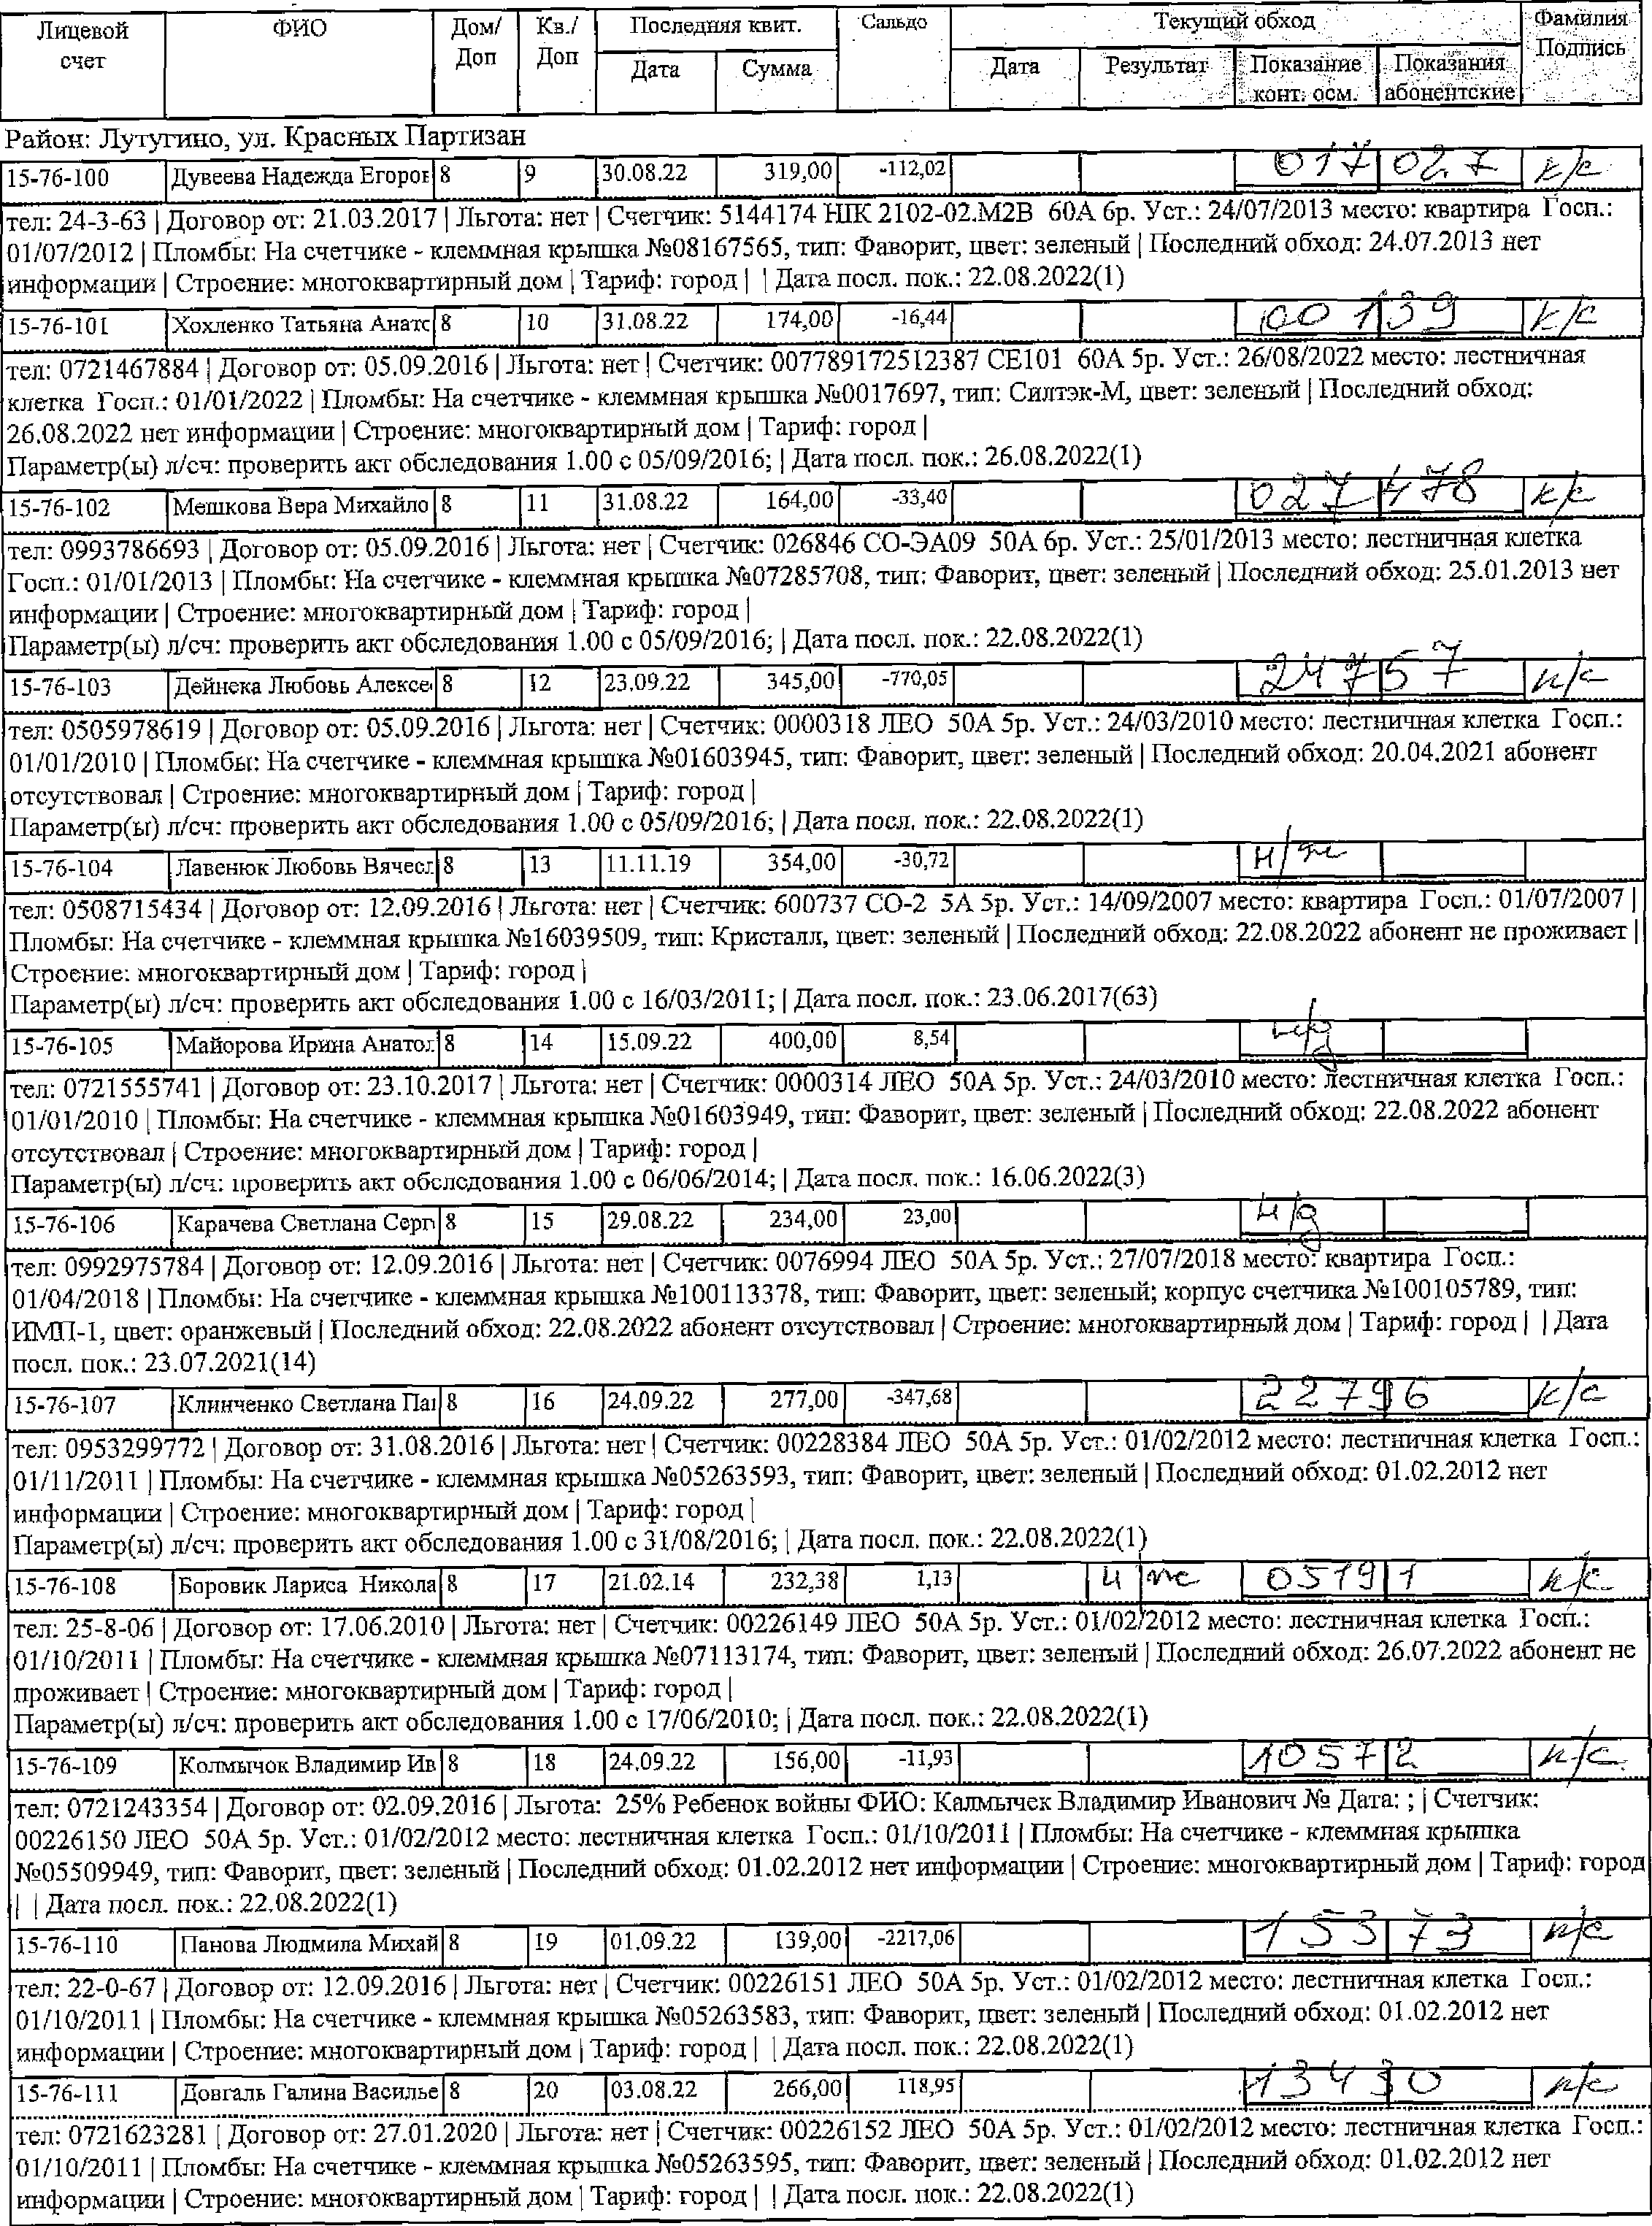 Лицевой счет | ФИО | Дом/Доп | Кв./Доп | Последняя квит. Дата | Сумма | Сальдо | Текущий обход Дата | Результат | Показание конт. осм. | Показания абонентские | Фамилия Подпись
Район: Лутугино, ул. Красных Партизан
15-76-100 Дувеева Надежда Егоров 8 9 30.08.22 319,00 -112,02 017 027 к/с
тел: 24-3-63 | Договор от: 21.03.2017 | Льгота: нет | Счетчик: 5144174 НІК 2102-02.М2В 60А 6р. Уст.: 24/07/2013 место: квартира Госп.:
01/07/2012 | Пломбы: На счетчике - клеммная крышка №08167565, тип: Фаворит, цвет: зеленый | Последний обход: 24.07.2013 нет
информации | Строение: многоквартирный дом | Тариф: город | | Дата посл. пок.: 22.08.2022(1)
15-76-101 Хохленко Татьяна Анато 8 10 31.08.22 174,00 -16,44 00139 к/с
тел: 0721467884 | Договор от: 05.09.2016 | Льгота: нет | Счетчик: 007789172512387 СЕ101 60А 5р. Уст.: 26/08/2022 место: лестничная
клетка Госп.: 01/01/2022 | Пломбы: На счетчике - клеммная крышка №0017697, тип: Силтэк-М, цвет: зеленый | Последний обход:
26.08.2022 нет информации | Строение: многоквартирный дом | Тариф: город |
Параметр(ы) л/сч: проверить акт обследования 1.00 с 05/09/2016; | Дата посл. пок.: 26.08.2022(1)
15-76-102 Мешкова Вера Михайло 8 11 31.08.22 164,00 -33,40 027478 к/с
тел: 0993786693 | Договор от: 05.09.2016 | Льгота: нет | Счетчик: 026846 СО-ЭА09 50А 6р. Уст.: 25/01/2013 место: лестничная клетка
Госп.: 01/01/2013 | Пломбы: На счетчике - клеммная крышка №07285708, тип: Фаворит, цвет: зеленый | Последний обход: 25.01.2013 нет
информации | Строение: многоквартирный дом | Тариф: город |
Параметр(ы) л/сч: проверить акт обследования 1.00 с 05/09/2016; | Дата посл. пок.: 22.08.2022(1)
15-76-103 Дейнека Любовь Алексе 8 12 23.09.22 345,00 -770,05 24757 к/с
тел: 0505978619 | Договор от: 05.09.2016 | Льгота: нет | Счетчик: 0000318 ЛЕО 50А 5р. Уст.: 24/03/2010 место: лестничная клетка Госп.:
01/01/2010 | Пломбы: На счетчике - клеммная крышка №01603945, тип: Фаворит, цвет: зеленый | Последний обход: 20.04.2021 абонент
отсутствовал | Строение: многоквартирный дом | Тариф: город |
Параметр(ы) л/сч: проверить акт обследования 1.00 с 05/09/2016; | Дата посл. пок.: 22.08.2022(1)
15-76-104 Лавенюк Любовь Вячесл 8 13 11.11.19 354,00 -30,72 н/ж
тел: 0508715434 | Договор от: 12.09.2016 | Льгота: нет | Счетчик: 600737 СО-2 5А 5р. Уст.: 14/09/2007 место: квартира Госп.: 01/07/2007 |
Пломбы: На счетчике - клеммная крышка №16039509, тип: Кристалл, цвет: зеленый | Последний обход: 22.08.2022 абонент не проживает |
Строение: многоквартирный дом | Тариф: город |
Параметр(ы) л/сч: проверить акт обследования 1.00 с 16/03/2011; | Дата посл. пок.: 23.06.2017(63)
15-76-105 Майорова Ирина Анатол 8 14 15.09.22 400,00 8,54 н/д
тел: 0721555741 | Договор от: 23.10.2017 | Льгота: нет | Счетчик: 0000314 ЛЕО 50А 5р. Уст.: 24/03/2010 место: лестничная клетка Госп.:
01/01/2010 | Пломбы: На счетчике - клеммная крышка №01603949, тип: Фаворит, цвет: зеленый | Последний обход: 22.08.2022 абонент
отсутствовал | Строение: многоквартирный дом | Тариф: город |
Параметр(ы) л/сч: проверить акт обследования 1.00 с 06/06/2014; | Дата посл. пок.: 16.06.2022(3)
15-76-106 Карачева Светлана Серг 8 15 29.08.22 234,00 23,00 н/д
тел: 0992975784 | Договор от: 12.09.2016 | Льгота: нет | Счетчик: 0076994 ЛЕО 50А 5р. Уст.: 27/07/2018 место: квартира Госп.:
01/04/2018 | Пломбы: На счетчике - клеммная крышка №100113378, тип: Фаворит, цвет: зеленый; корпус счетчика №100105789, тип:
ИМП-1, цвет: оранжевый | Последний обход: 22.08.2022 абонент отсутствовал | Строение: многоквартирный дом | Тариф: город | | Дата
посл. пок.: 23.07.2021(14)
15-76-107 Клинченко Светлана Па 8 16 24.09.22 277,00 -347,68 22796 к/с
тел: 0953299772 | Договор от: 31.08.2016 | Льгота: нет | Счетчик: 00228384 ЛЕО 50А 5р. Уст.: 01/02/2012 место: лестничная клетка Госп.:
01/11/2011 | Пломбы: На счетчике - клеммная крышка №05263593, тип: Фаворит, цвет: зеленый | Последний обход: 01.02.2012 нет
информации | Строение: многоквартирный дом | Тариф: город |
Параметр(ы) л/сч: проверить акт обследования 1.00 с 31/08/2016; | Дата посл. пок.: 22.08.2022(1)
15-76-108 Боровик Лариса Никола 8 17 21.02.14 232,38 1,13 н/ж 05191 к/с
тел: 25-8-06 | Договор от: 17.06.2010 | Льгота: нет | Счетчик: 00226149 ЛЕО 50А 5р. Уст.: 01/02/2012 место: лестничная клетка Госп.:
01/10/2011 | Пломбы: На счетчике - клеммная крышка №07113174, тип: Фаворит, цвет: зеленый | Последний обход: 26.07.2022 абонент не
проживает | Строение: многоквартирный дом | Тариф: город |
Параметр(ы) л/сч: проверить акт обследования 1.00 с 17/06/2010; | Дата посл. пок.: 22.08.2022(1)
15-76-109 Колмычок Владимир Ив 8 18 24.09.22 156,00 -11,93 10572 к/с
тел: 0721243354 | Договор от: 02.09.2016 | Льгота: 25% Ребенок войны ФИО: Калмычек Владимир Иванович № Дата: ; | Счетчик:
00226150 ЛЕО 50А 5р. Уст.: 01/02/2012 место: лестничная клетка Госп.: 01/10/2011 | Пломбы: На счетчике - клеммная крышка
№05509949, тип: Фаворит, цвет: зеленый | Последний обход: 01.02.2012 нет информации | Строение: многоквартирный дом | Тариф: город
| | Дата посл. пок.: 22.08.2022(1)
15-76-110 Панова Людмила Михай 8 19 01.09.22 139,00 -2217,06 15373 к/с
тел: 22-0-67 | Договор от: 12.09.2016 | Льгота: нет | Счетчик: 00226151 ЛЕО 50А 5р. Уст.: 01/02/2012 место: лестничная клетка Госп.:
01/10/2011 | Пломбы: На счетчике - клеммная крышка №05263583, тип: Фаворит, цвет: зеленый | Последний обход: 01.02.2012 нет
информации | Строение: многоквартирный дом | Тариф: город | | Дата посл. пок.: 22.08.2022(1)
15-76-111 Довгаль Галина Василье 8 20 03.08.22 266,00 118,95 13430 к/с
тел: 0721623281 | Договор от: 27.01.2020 | Льгота: нет | Счетчик: 00226152 ЛЕО 50А 5р. Уст.: 01/02/2012 место: лестничная клетка Госп.:
01/10/2011 | Пломбы: На счетчике - клеммная крышка №05263595, тип: Фаворит, цвет: зеленый | Последний обход: 01.02.2012 нет
информации | Строение: многоквартирный дом | Тариф: город | | Дата посл. пок.: 22.08.2022(1)